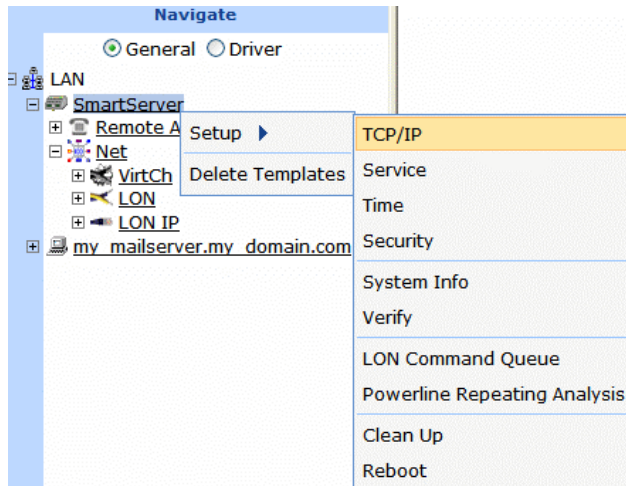 Navigate
General Driver
LAN
SmartServer
Remote A
Net
VirtCh
LON
LON IP
my_mailserver.my_domain.com
Setup
Delete Templates
TCP/IP
Service
Time
Security
System Info
Verify
LON Command Queue
Powerline Repeating Analysis
Clean Up
Reboot